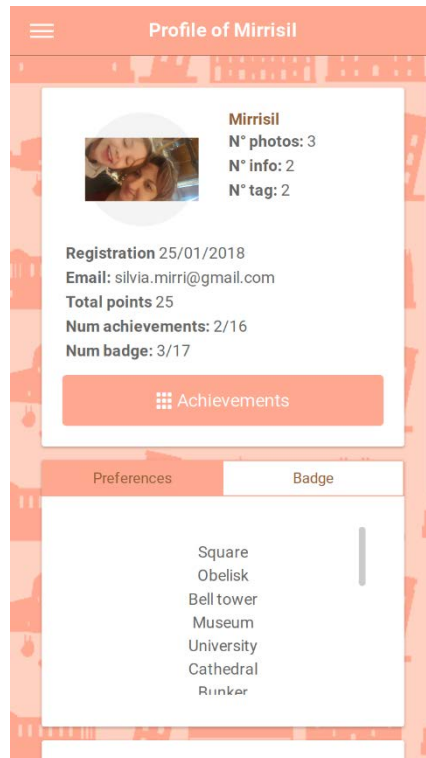 Profile of Mirrisil
Mirrisil
N° photos: 3
N° info: 2
N° tag: 2
Registration 25/01/2018
Email: silvia.mirri@gmail.com
Total points 25
Num achievements: 2/16
Num badge: 3/17
Achievements
Preferences Badge
Square
Obelisk
Bell tower
Museum
University
Cathedral
Bunker